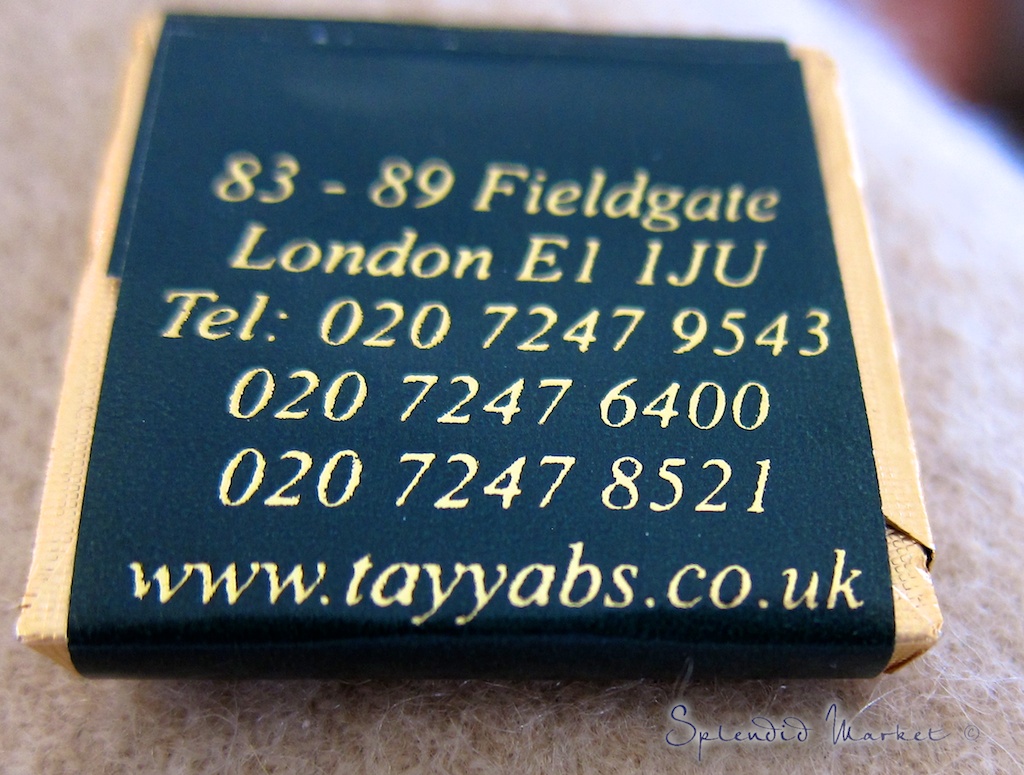 83 - 89 Fieldgate
London E1 1JU
Tel: 020 7247 9543
020 7247 6400
020 7247 8521
www.tayyabs.co.uk
Splendid Market ©